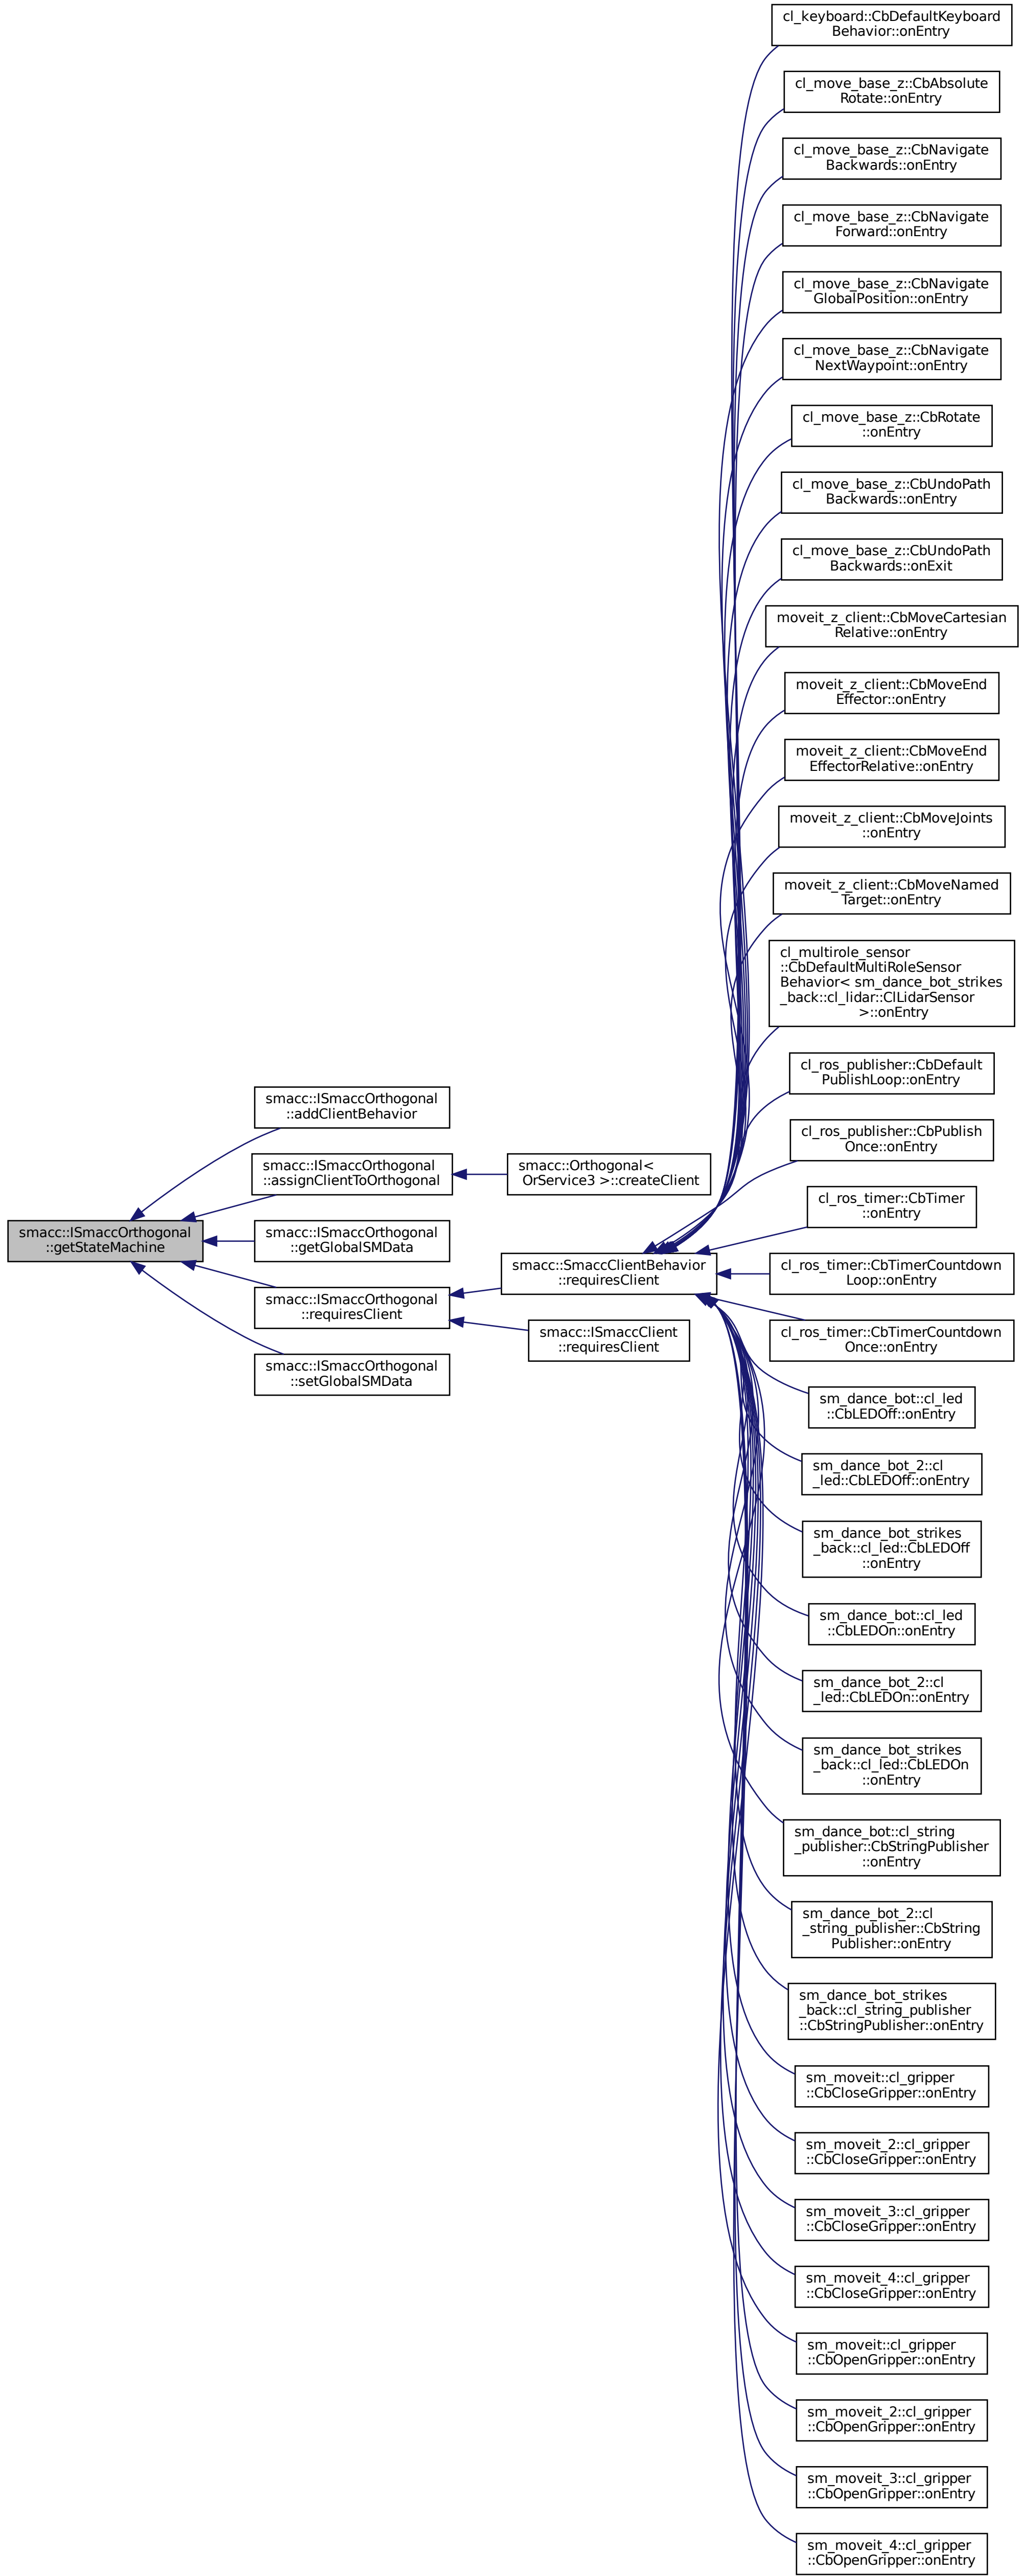 smacc::ISmaccOrthogonal
::getStateMachine
smacc::ISmaccOrthogonal
::addClientBehavior
smacc::ISmaccOrthogonal
::assignClientToOrthogonal
smacc::ISmaccOrthogonal
::getGlobalSMData
smacc::ISmaccOrthogonal
::requiresClient
smacc::ISmaccOrthogonal
::setGlobalSMData
smacc::Orthogonal<
OrService3 >::createClient
smacc::SmaccClientBehavior
::requiresClient
smacc::ISmaccClient
::requiresClient
cl_keyboard::CbDefaultKeyboard
Behavior::onEntry
cl_move_base_z::CbAbsolute
Rotate::onEntry
cl_move_base_z::CbNavigate
Backwards::onEntry
cl_move_base_z::CbNavigate
Forward::onEntry
cl_move_base_z::CbNavigate
GlobalPosition::onEntry
cl_move_base_z::CbNavigate
NextWaypoint::onEntry
cl_move_base_z::CbRotate
::onEntry
cl_move_base_z::CbUndoPath
Backwards::onEntry
cl_move_base_z::CbUndoPath
Backwards::onExit
moveit_z_client::CbMoveCartesian
Relative::onEntry
moveit_z_client::CbMoveEnd
Effector::onEntry
moveit_z_client::CbMoveEnd
EffectorRelative::onEntry
moveit_z_client::CbMoveJoints
::onEntry
moveit_z_client::CbMoveNamed
Target::onEntry
cl_multirole_sensor
::CbDefaultMultiRoleSensor
Behavior< sm_dance_bot_strikes
_back::cl_lidar::ClLidarSensor
>::onEntry
cl_ros_publisher::CbDefault
PublishLoop::onEntry
cl_ros_publisher::CbPublish
Once::onEntry
cl_ros_timer::CbTimer
::onEntry
cl_ros_timer::CbTimerCountdown
Loop::onEntry
cl_ros_timer::CbTimerCountdown
Once::onEntry
sm_dance_bot::cl_led
::CbLEDOff::onEntry
sm_dance_bot_2::cl
_led::CbLEDOff::onEntry
sm_dance_bot_strikes
_back::cl_led::CbLEDOff
::onEntry
sm_dance_bot::cl_led
::CbLEDOn::onEntry
sm_dance_bot_2::cl
_led::CbLEDOn::onEntry
sm_dance_bot_strikes
_back::cl_led::CbLEDOn
::onEntry
sm_dance_bot::cl_string
_publisher::CbStringPublisher
::onEntry
sm_dance_bot_2::cl
_string_publisher::CbString
Publisher::onEntry
sm_dance_bot_strikes
_back::cl_string_publisher
::CbStringPublisher::onEntry
sm_moveit::cl_gripper
::CbCloseGripper::onEntry
sm_moveit_2::cl_gripper
::CbCloseGripper::onEntry
sm_moveit_3::cl_gripper
::CbCloseGripper::onEntry
sm_moveit_4::cl_gripper
::CbCloseGripper::onEntry
sm_moveit::cl_gripper
::CbOpenGripper::onEntry
sm_moveit_2::cl_gripper
::CbOpenGripper::onEntry
sm_moveit_3::cl_gripper
::CbOpenGripper::onEntry
sm_moveit_4::cl_gripper
::CbOpenGripper::onEntry